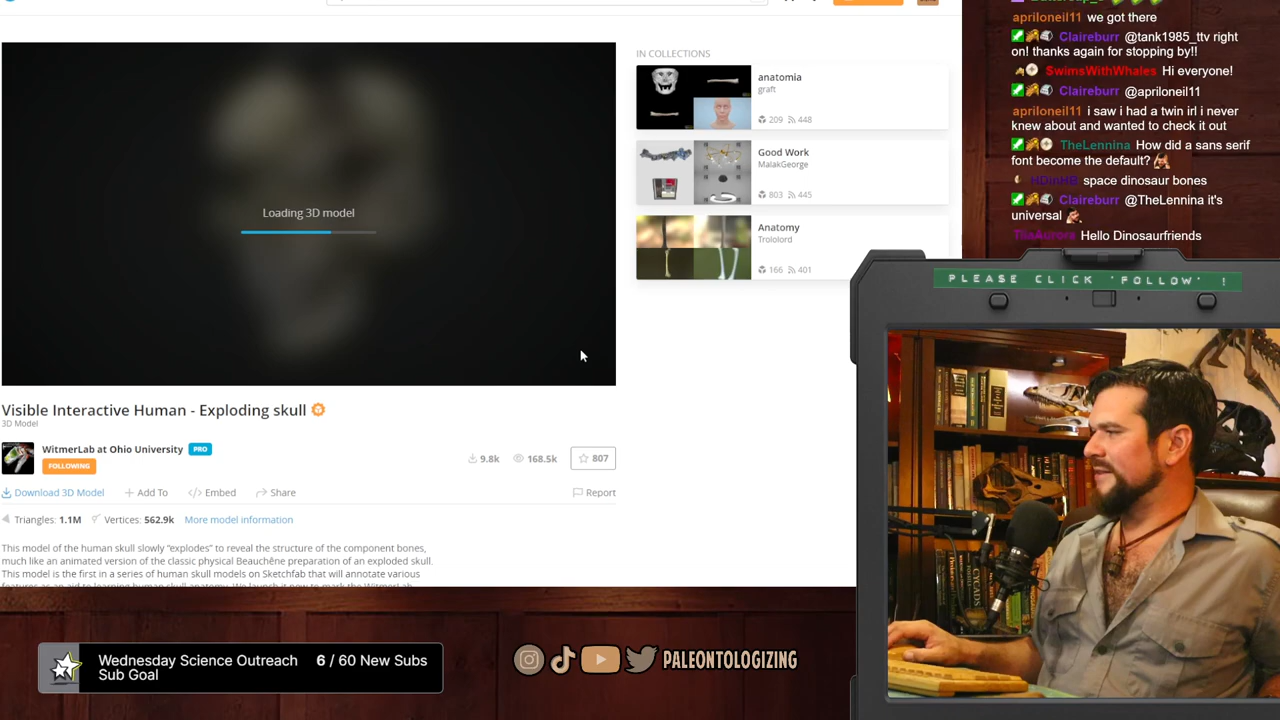 Loading 3D model
IN COLLECTIONS
anatomia
graft
209 448
Good Work
MalakGeorge
803 445
Anatomy
Trololord
166 401
Visible Interactive Human - Exploding skull
3D Model
WitmerLab at Ohio University PRO
FOLLOWING
9.8k 168.5k 807
Download 3D Model Add To Embed Share Report
Triangles: 1.1M Vertices: 562.9k More model information
This model of the human skull slowly "explodes" to reveal the structure of the component bones,
much like an animated version of the classic physical Beauchêne preparation of an exploded skull.
This model is the first in a series of human skull models on Sketchfab that will annotate various
apriloneil11 we got there
Claireburr @tank1985_ttv right
on! thanks again for stopping by!!
SwimsWithWhales Hi everyone!
Claireburr @apriloneil11
apriloneil11 i saw i had a twin irl i never
knew about and wanted to check it out
TheLennina How did a sans serif
font become the default?
HDinHB space dinosaur bones
Claireburr @TheLennina it's
universal
TliaAurora Hello Dinosaurfriends
PLEASE CLICK 'FOLLOW' !
CYCADS
Wednesday Science Outreach 6 / 60 New Subs
Sub Goal
PALEONTOLOGIZING